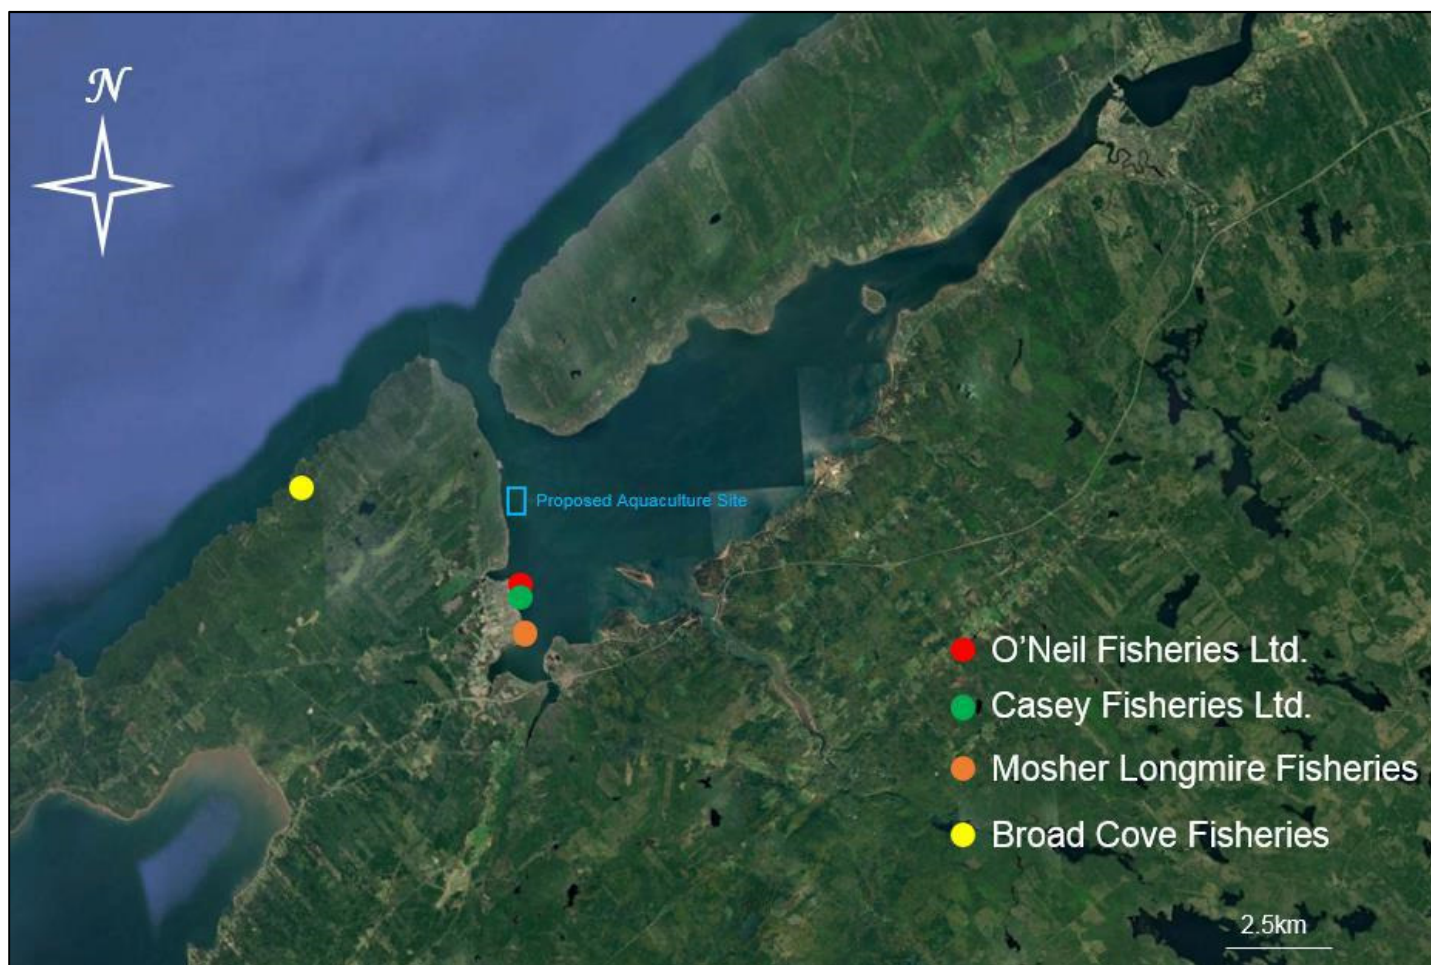 N
Proposed Aquaculture Site
O’Neil Fisheries Ltd.
Casey Fisheries Ltd.
Mosher Longmire Fisheries
Broad Cove Fisheries
2.5km